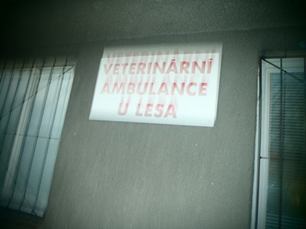 VETERINÁRNÍ
AMBULANCE
U LESA